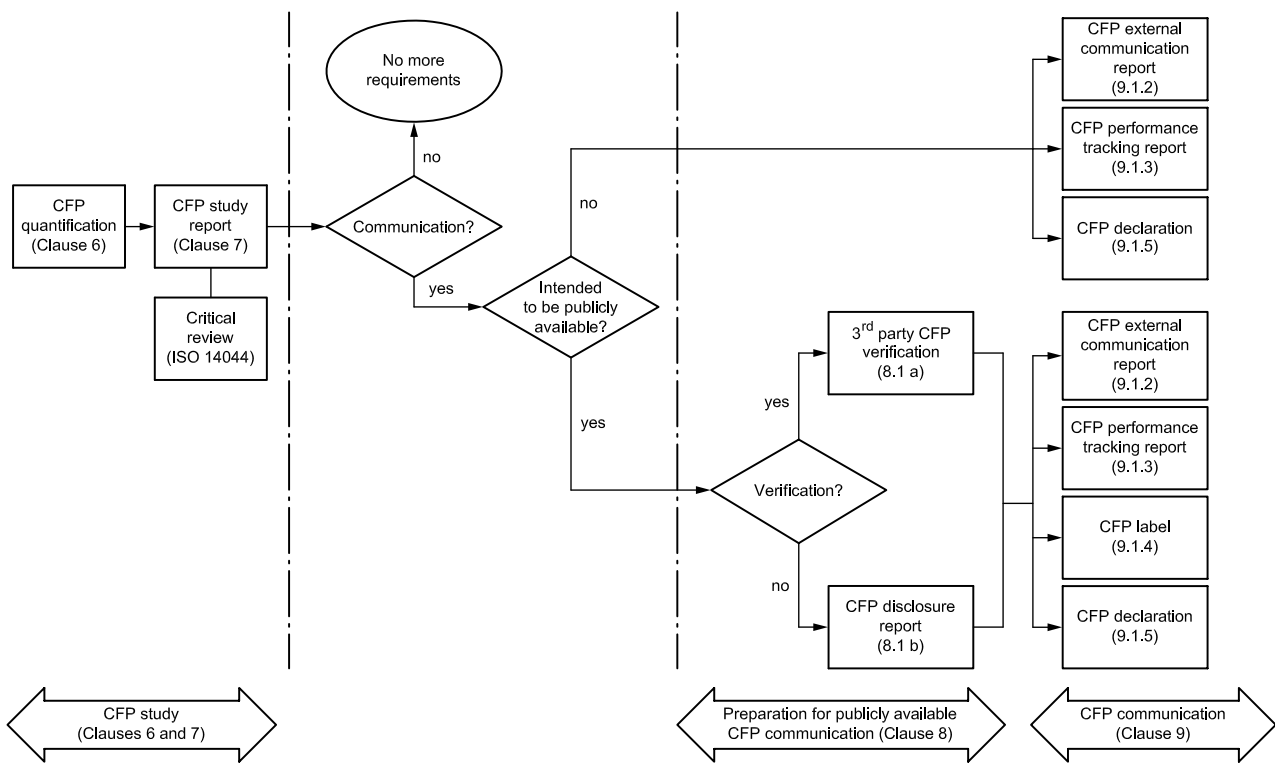 CFP
quantification
(Clause 6)
CFP study
report
(Clause 7)
Critical
review
(ISO 14044)
No more
requirements
no
Communication?
yes
Intended
to be publicly
available?
no
yes
Verification?
yes
no
3rd party CFP
verification
(8.1 a)
CFP disclosure
report
(8.1 b)
CFP external
communication
report
(9.1.2)
CFP performance
tracking report
(9.1.3)
CFP declaration
(9.1.5)
CFP external
communication
report
(9.1.2)
CFP performance
tracking report
(9.1.3)
CFP label
(9.1.4)
CFP declaration
(9.1.5)
CFP study
(Clauses 6 and 7)
Preparation for publicly available
CFP communication (Clause 8)
CFP communication
(Clause 9)